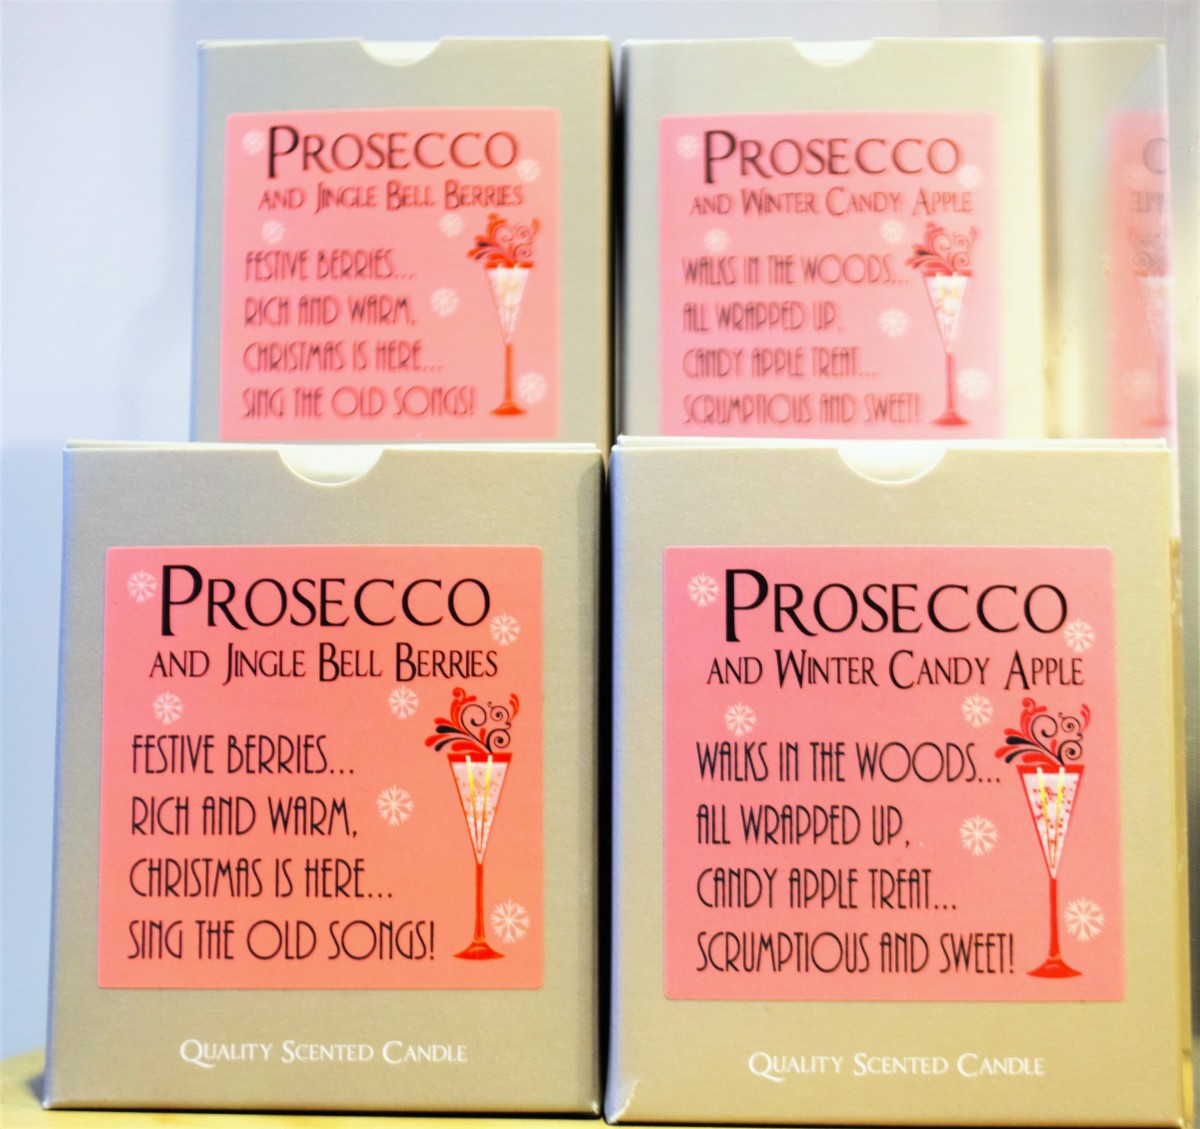 PROSECCO
AND JINGLE BELL BERRIES
FESTIVE BERRIES...
RICH AND WARM,
CHRISTMAS IS HERE...
SING THE OLD SONGS!
PROSECCO
AND WINTER CANDY APPLE
WALKS IN THE WOODS...
ALL WRAPPED UP,
CANDY APPLE TREAT...
SCRUMPTIOUS AND SWEET!
PROSECCO
AND JINGLE BELL BERRIES
FESTIVE BERRIES...
RICH AND WARM,
CHRISTMAS IS HERE...
SING THE OLD SONGS!
QUALITY SCENTED CANDLE
PROSECCO
AND WINTER CANDY APPLE
WALKS IN THE WOODS...
ALL WRAPPED UP,
CANDY APPLE TREAT...
SCRUMPTIOUS AND SWEET!
QUALITY SCENTED CANDLE